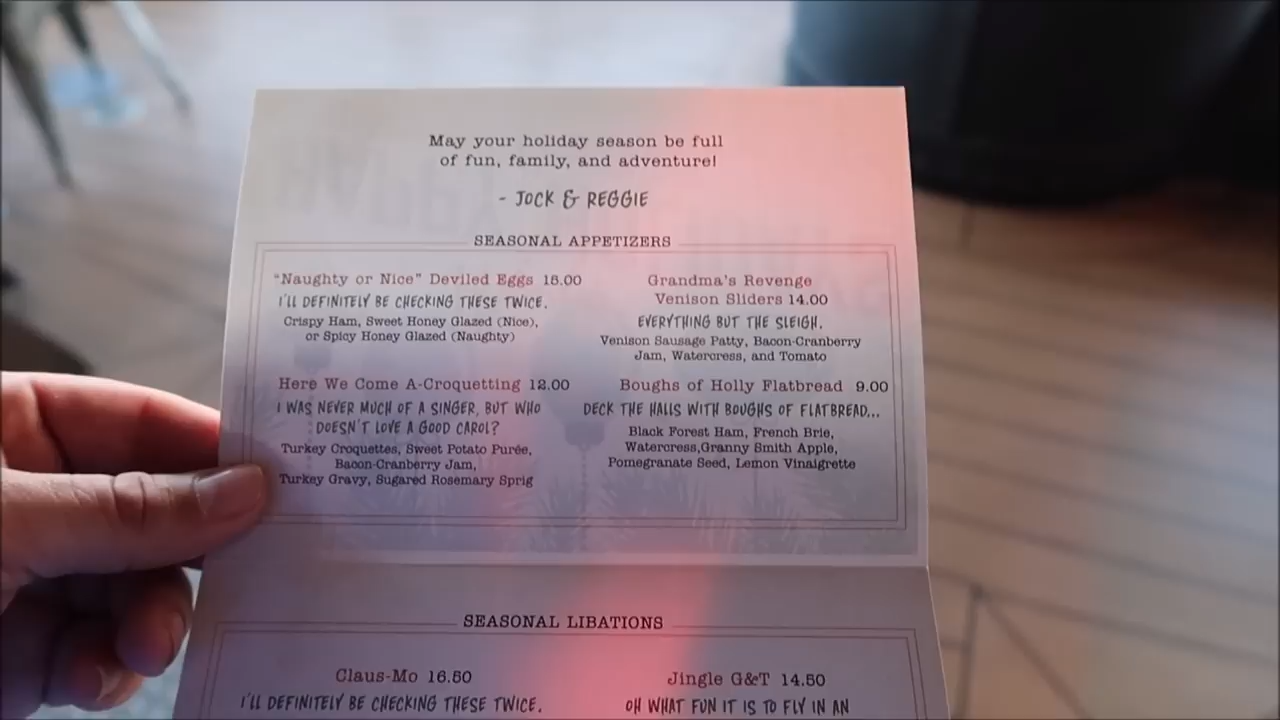 May your holiday season be full
of fun, family, and adventure!
- JOCK & REGGIE
SEASONAL APPETIZERS
"Naughty or Nice" Deviled Eggs 15.00
I'LL DEFINITELY BE CHECKING THESE TWICE.
Crispy Ham, Sweet Honey Glazed (Nice),
or Spicy Honey Glazed (Naughty)
Grandma's Revenge
Venison Sliders 14.00
EVERYTHING BUT THE SLEIGH.
Venison Sausage Patty, Bacon-Cranberry
Jam, Watercress, and Tomato
Here We Come A-Croquetting 12.00
I WAS NEVER MUCH OF A SINGER, BUT WHO
DOESN'T LOVE A GOOD CAROL?
Turkey Croquettes, Sweet Potato Purée,
Bacon-Cranberry Jam,
Turkey Gravy, Sugared Rosemary Sprig
Boughs of Holly Flatbread 9.00
DECK THE HALLS WITH BOUGHS OF FLATBREAD...
Black Forest Ham, French Brie,
Watercress,Granny Smith Apple,
Pomegranate Seed, Lemon Vinaigrette
SEASONAL LIBATIONS
Claus-Mo 16.50
I'LL DEFINITELY BE CHECKING THESE TWICE.
Jingle G&T 14.50
OH WHAT FUN IT IS TO FLY IN AN